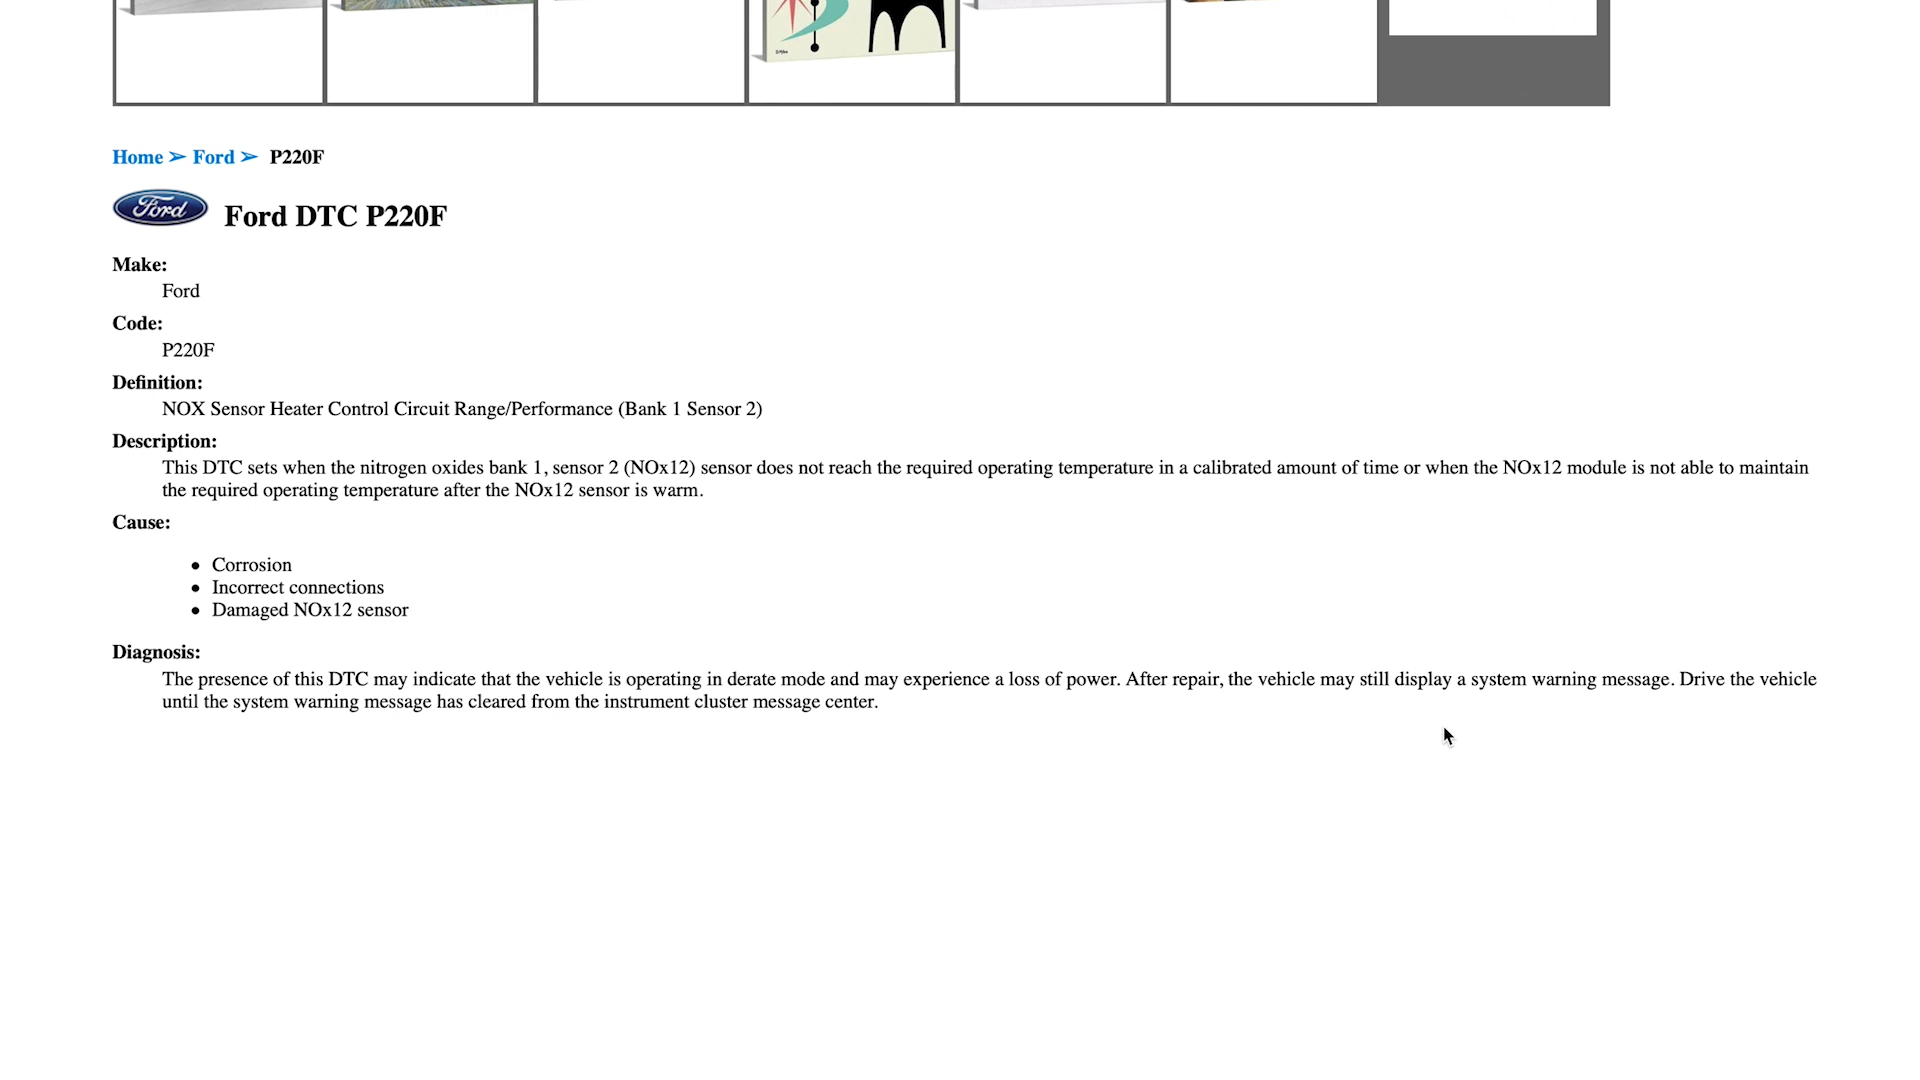 Home ➢ Ford ➢ P220F
Ford
Ford DTC P220F
Make:
Ford
Code:
P220F
Definition:
NOX Sensor Heater Control Circuit Range/Performance (Bank 1 Sensor 2)
Description:
This DTC sets when the nitrogen oxides bank 1, sensor 2 (NOx12) sensor does not reach the required operating temperature in a calibrated amount of time or when the NOx12 module is not able to maintain
the required operating temperature after the NOx12 sensor is warm.
Cause:
• Corrosion
• Incorrect connections
• Damaged NOx12 sensor
Diagnosis:
The presence of this DTC may indicate that the vehicle is operating in derate mode and may experience a loss of power. After repair, the vehicle may still display a system warning message. Drive the vehicle
until the system warning message has cleared from the instrument cluster message center.